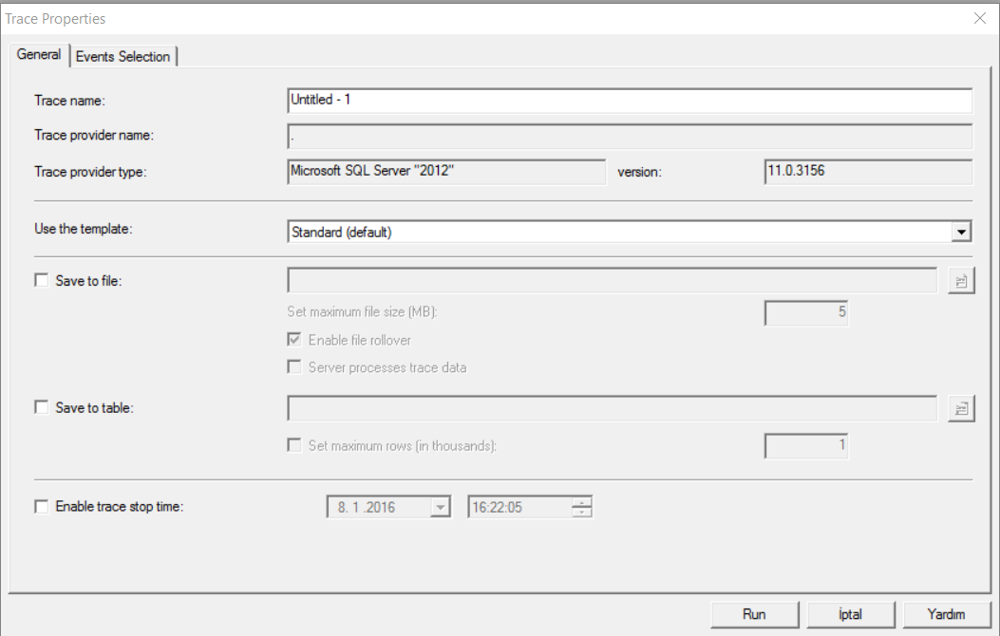 Trace Properties
General Events Selection
Trace name: Untitled - 1
Trace provider name: .
Trace provider type: Microsoft SQL Server "2012" version: 11.0.3156
Use the template: Standard (default)
Save to file:
Set maximum file size (MB): 5
Enable file rollover
Server processes trace data
Save to table:
Set maximum rows (in thousands): 1
Enable trace stop time: 8. 1 .2016 16:22:05
Run İptal Yardım